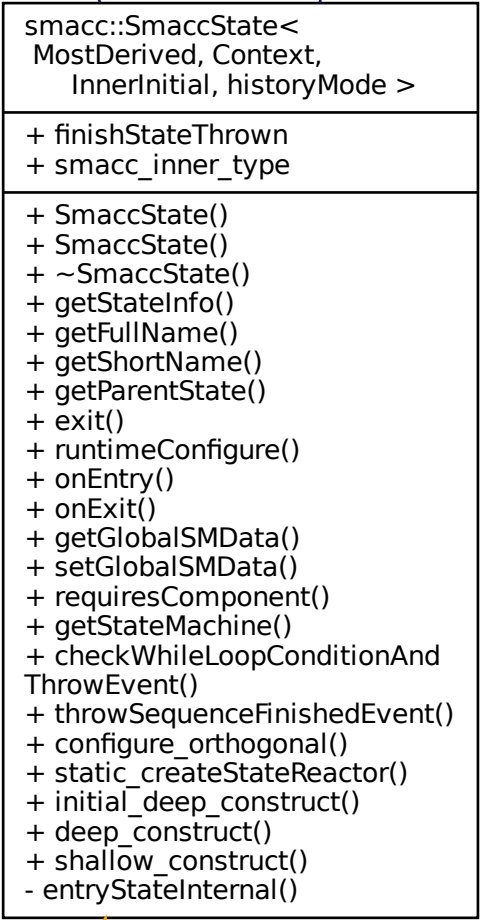 smacc::SmaccState<
MostDerived, Context,
InnerInitial, historyMode >
+ finishStateThrown
+ smacc_inner_type
+ SmaccState()
+ SmaccState()
+ ~SmaccState()
+ getStateInfo()
+ getFullName()
+ getShortName()
+ getParentState()
+ exit()
+ runtimeConfigure()
+ onEntry()
+ onExit()
+ getGlobalSMData()
+ setGlobalSMData()
+ requiresComponent()
+ getStateMachine()
+ checkWhileLoopConditionAnd
ThrowEvent()
+ throwSequenceFinishedEvent()
+ configure_orthogonal()
+ static_createStateReactor()
+ initial_deep_construct()
+ deep_construct()
+ shallow_construct()
- entryStateInternal()